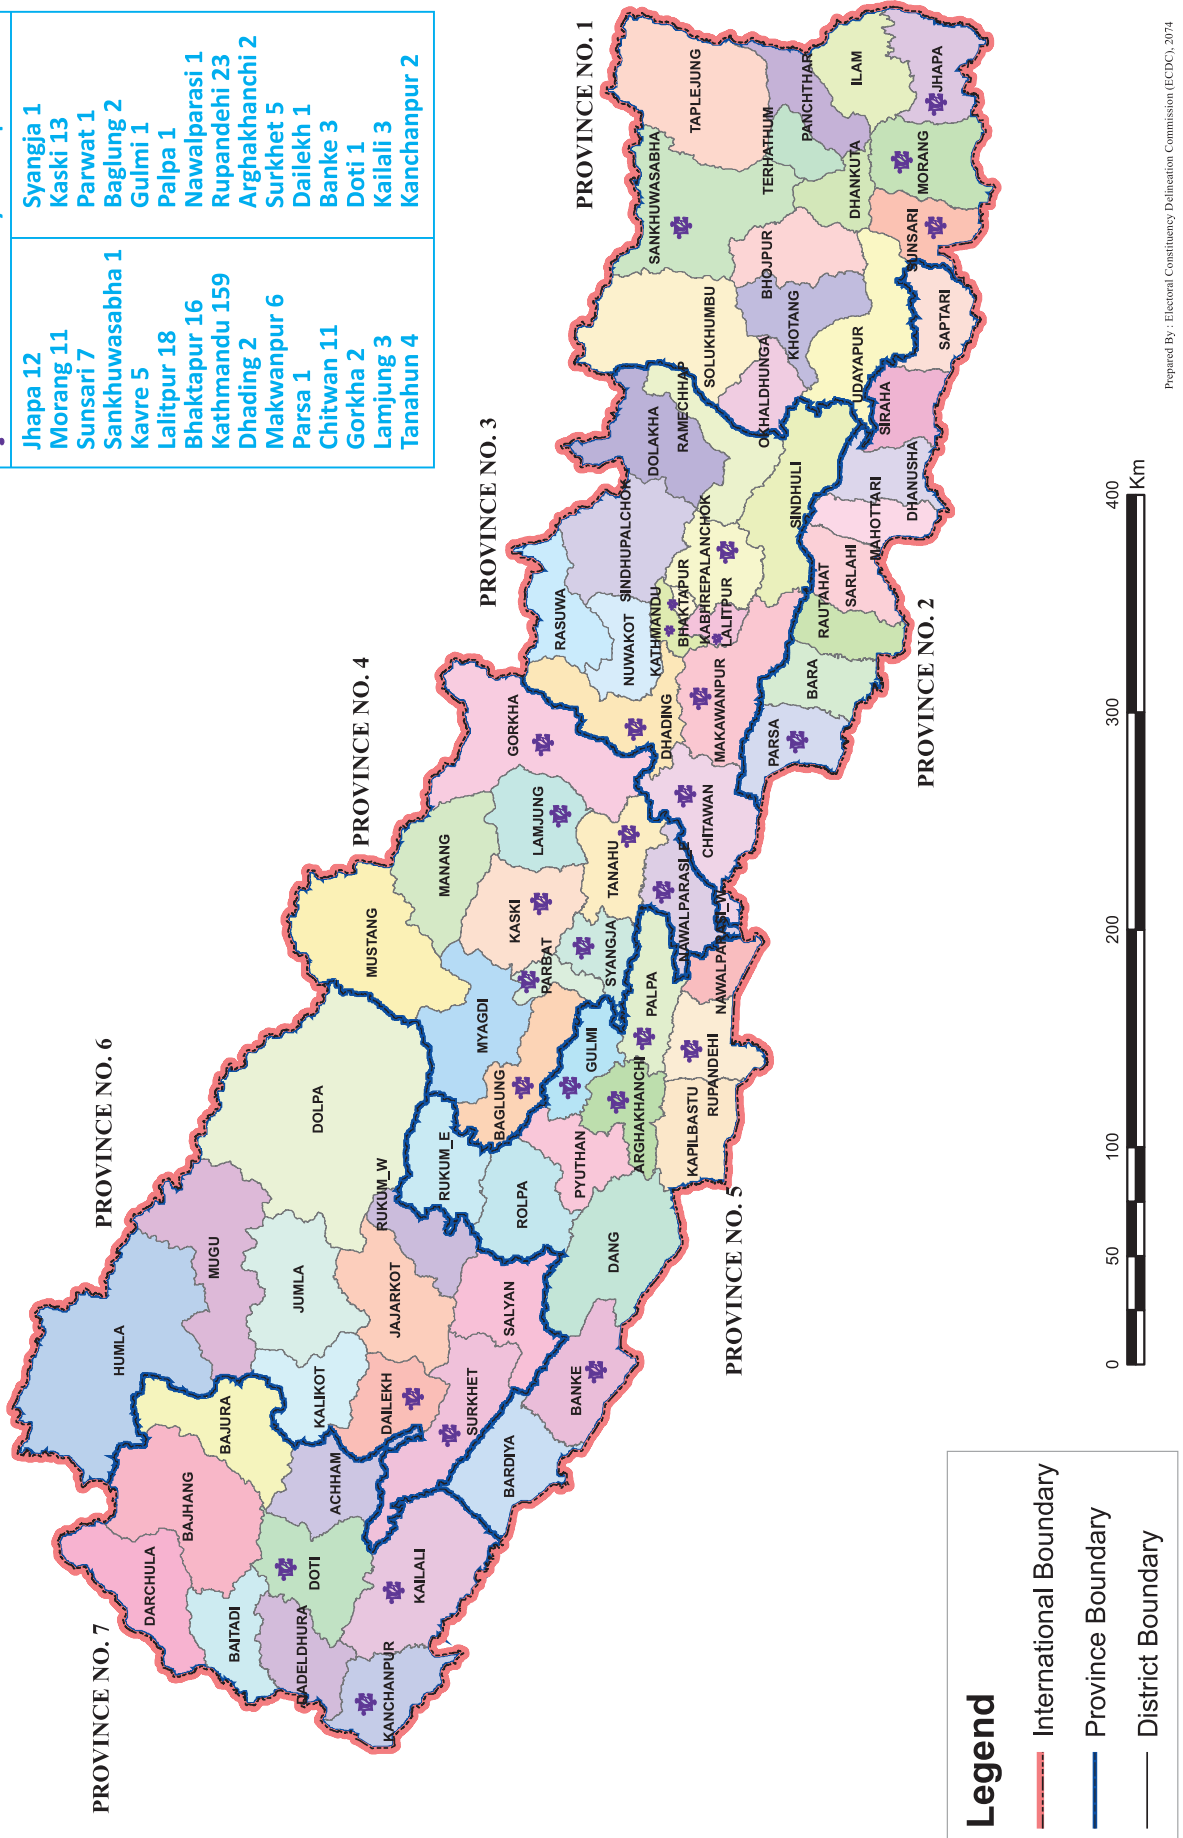 Jhapa 12
Morang 11
Sunsari 7
Sankhuwasabha 1
Kavre 5
Lalitpur 18
Bhaktapur 16
Kathmandu 159
Dhading 2
Makwanpur 6
Parsa 1
Chitwan 11
Gorkha 2
Lamjung 3
Tanahun 4
Syangja 1
Kaski 13
Parwat 1
Baglung 2
Gulmi 1
Palpa 1
Nawalparasi 1
Rupandehi 23
Arghakhanchi 2
Surkhet 5
Dailekh 1
Banke 3
Doti 1
Kailali 3
Kanchanpur 2
PROVINCE NO. 7
DARCHULA
BAJHANG
BAITADI
BAJURA
DADELDHURA
DOTI
ACHHAM
KANCHANPUR
KAILALI
PROVINCE NO. 6
HUMLA
MUGU
DOLPA
JUMLA
KALIKOT
RUKUM_W
JAJARKOT
DAILEKH
SURKHET
SALYAN
PROVINCE NO. 5
RUKUM_E
ROLPA
PYUTHAN
GULMI
ARGHAKHANCHI
PALPA
DANG
BANKE
BARDIYA
KAPILBASTU
RUPANDEHI
NAWALPARASI_W
PROVINCE NO. 4
MUSTANG
MANANG
MYAGDI
KASKI
LAMJUNG
GORKHA
BAGLUNG
PARBAT
SYANGJA
TANAHU
NAWALPARASI_E
PROVINCE NO. 3
RASUWA
NUWAKOT
SINDHUPALCHOK
DOLAKHA
RAMECHHAP
DHADING
KATHMANDU
BHAKTAPUR
KABHREPALANCHOK
LALITPUR
MAKAWANPUR
CHITAWAN
SINDHULI
PROVINCE NO. 2
PARSA
BARA
RAUTAHAT
SARLAHI
MAHOTTARI
DHANUSHA
SIRAHA
SAPTARI
PROVINCE NO. 1
TAPLEJUNG
SANKHUWASABHA
SOLUKHUMBU
TERHATHUM
PANCHTHAR
BHOJPUR
OKHALDHUNGA
KHOTANG
DHANKUTA
ILAM
UDAYAPUR
SUNSARI
MORANG
JHAPA
0
50
100
200
300
400
Km
Legend
International Boundary
Province Boundary
District Boundary
Prepared By : Electoral Constituency Delineation Commission (ECDC), 2074